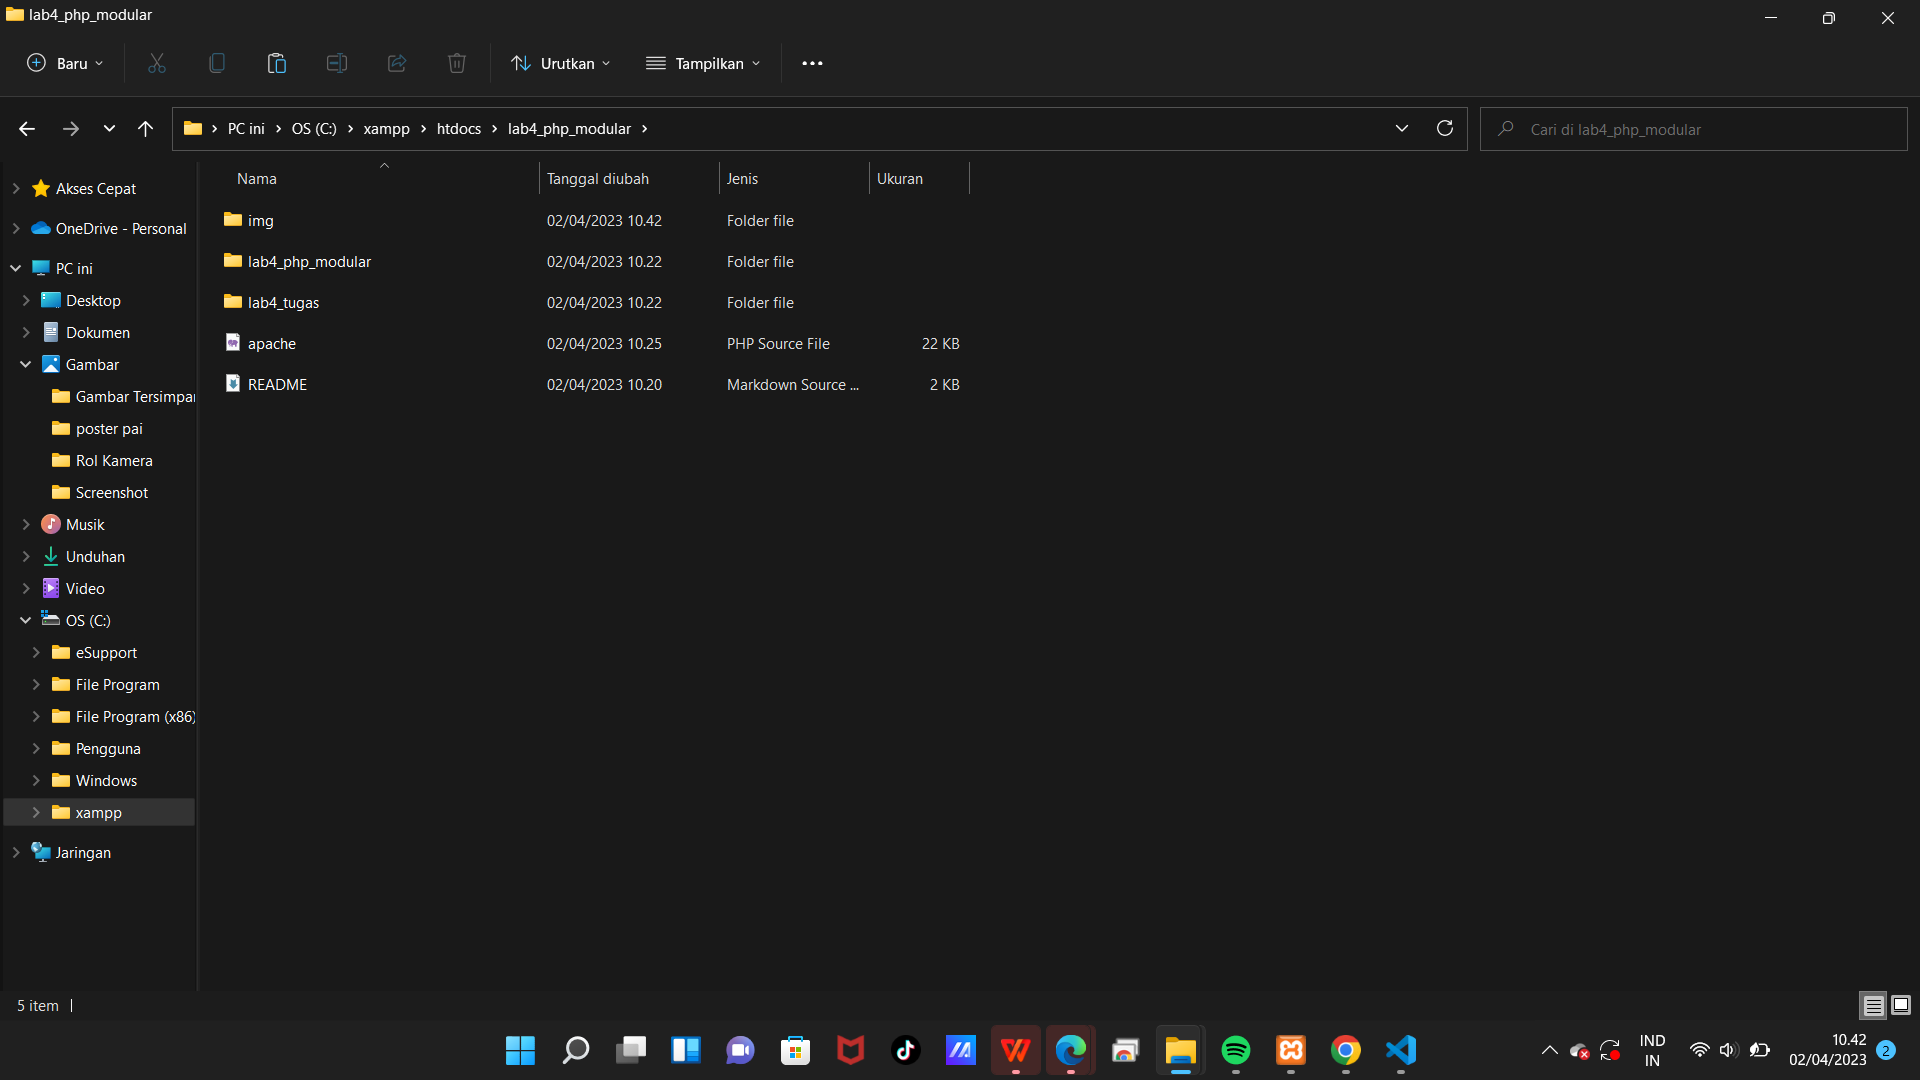 lab4_php_modular
Baru
Urutkan
Tampilkan
PC ini
OS (C:)
xampp
htdocs
lab4_php_modular
Cari di lab4_php_modular
Akses Cepat
OneDrive - Personal
PC ini
Desktop
Dokumen
Gambar
Gambar Tersimpa
poster pai
Rol Kamera
Screenshot
Musik
Unduhan
Video
OS (C:)
eSupport
File Program
File Program (x86)
Pengguna
Windows
xampp
Jaringan
Nama Tanggal diubah Jenis Ukuran
img 02/04/2023 10.42 Folder file
lab4_php_modular 02/04/2023 10.22 Folder file
lab4_tugas 02/04/2023 10.22 Folder file
apache 02/04/2023 10.25 PHP Source File 22 KB
README 02/04/2023 10.20 Markdown Source ... 2 KB
5 item
IND
IN
10.42
02/04/2023
2